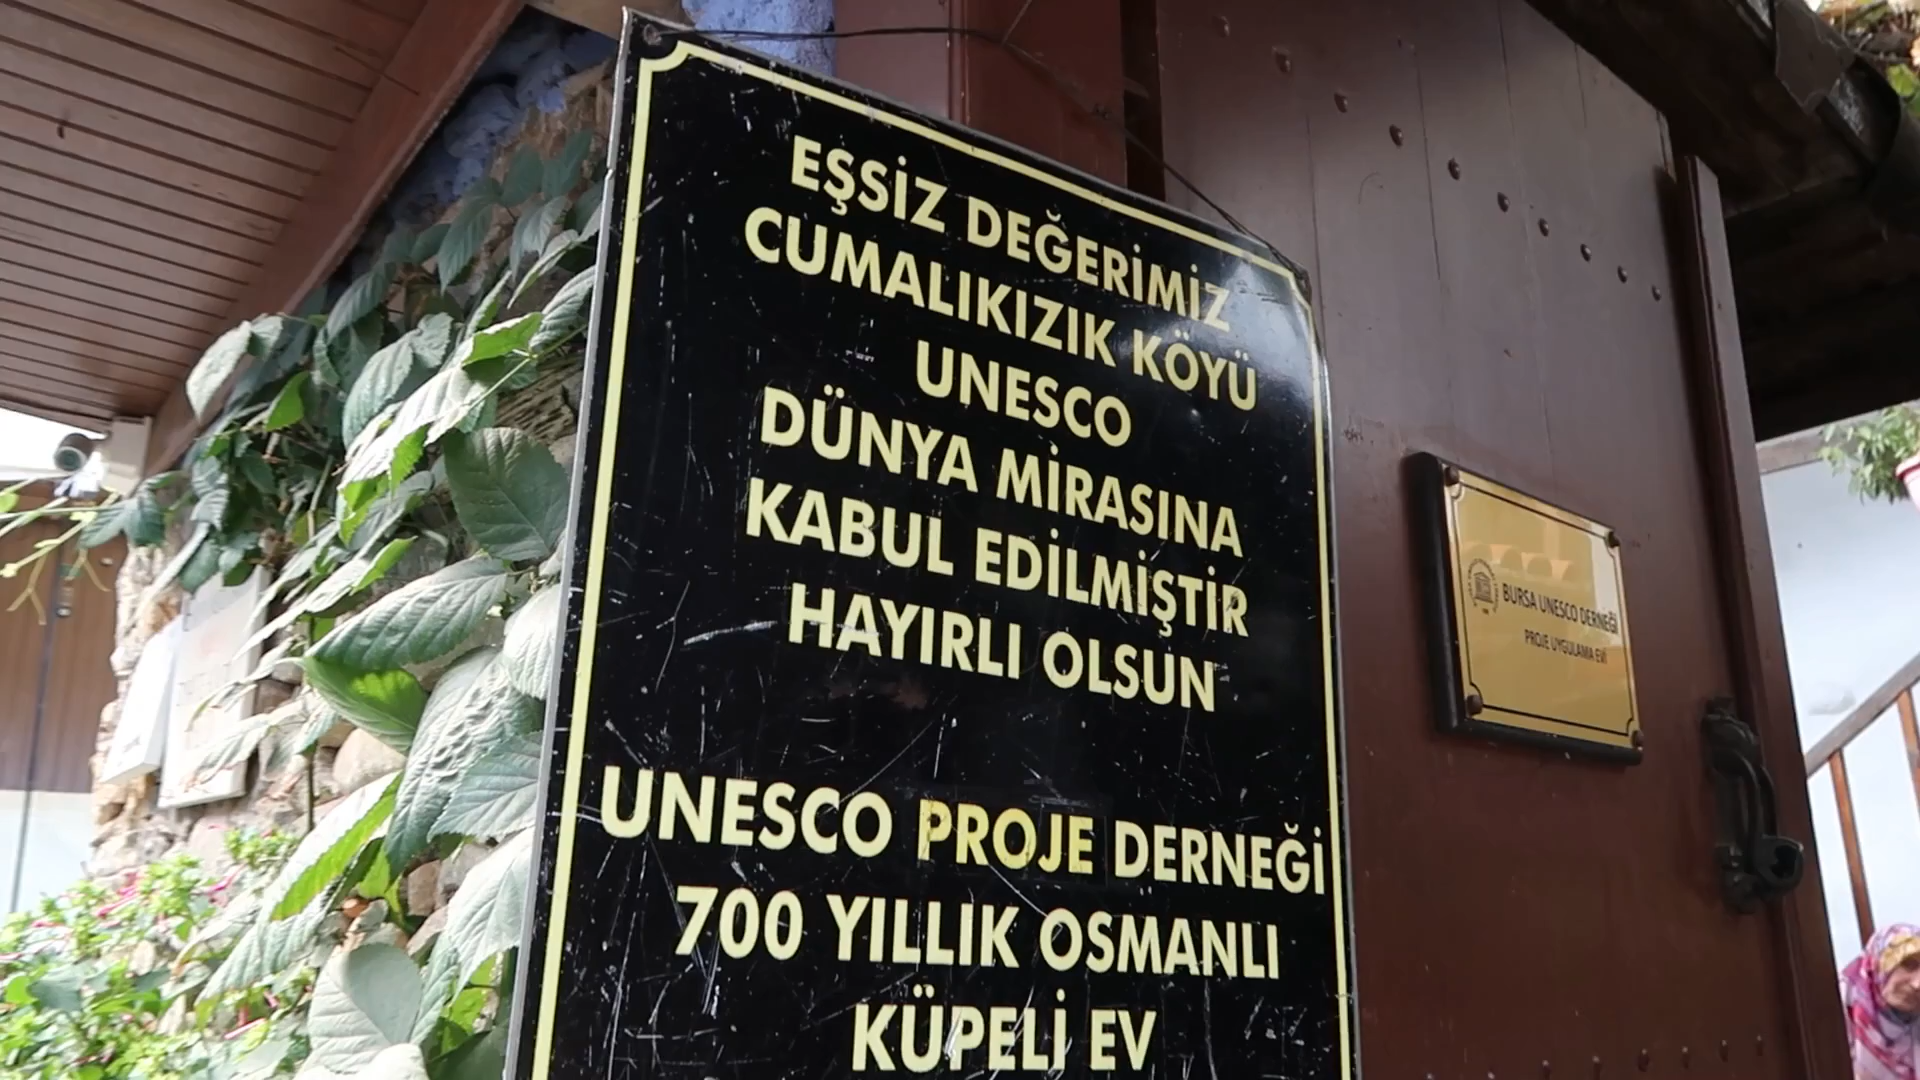 EŞSİZ DEĞERİMİZ
CUMALIKIZIK KÖYÜ
UNESCO
DÜNYA MİRASINA
KABUL EDİLMİŞTİR
HAYIRLI OLSUN
UNESCO PROJE DERNEĞİ
700 YILLIK OSMANLI
KÜPELİ EV
BURSA UNESCO DERNEĞİ
PROJE UYGULAMA EVİ